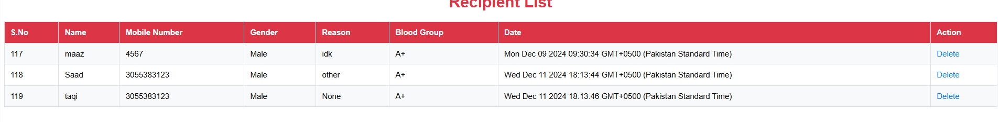 Recipient List
S.No Name Mobile Number Gender Reason Blood Group Date Action
117 maaz 4567 Male idk A+ Mon Dec 09 2024 09:30:34 GMT+0500 (Pakistan Standard Time) Delete
118 Saad 3055383123 Male other A+ Wed Dec 11 2024 18:13:44 GMT+0500 (Pakistan Standard Time) Delete
119 taqi 3055383123 Male None A+ Wed Dec 11 2024 18:13:46 GMT+0500 (Pakistan Standard Time) Delete